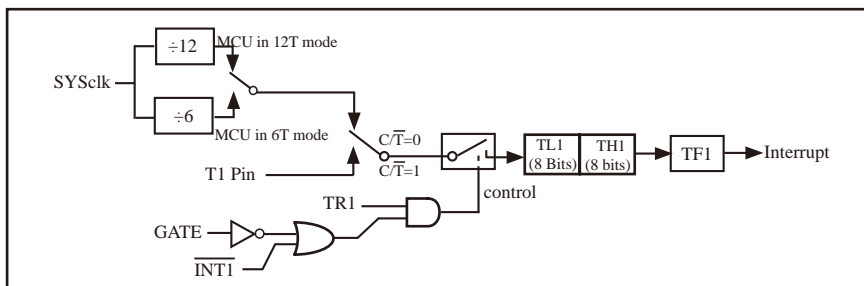 ÷12
MCU in 12T mode
SYSclk
÷6
MCU in 6T mode
C/T̅=0
C/T̅=1
T1 Pin
TL1
(8 Bits)
TH1
(8 bits)
TF1
Interrupt
control
TR1
GATE
I̅N̅T̅1̅